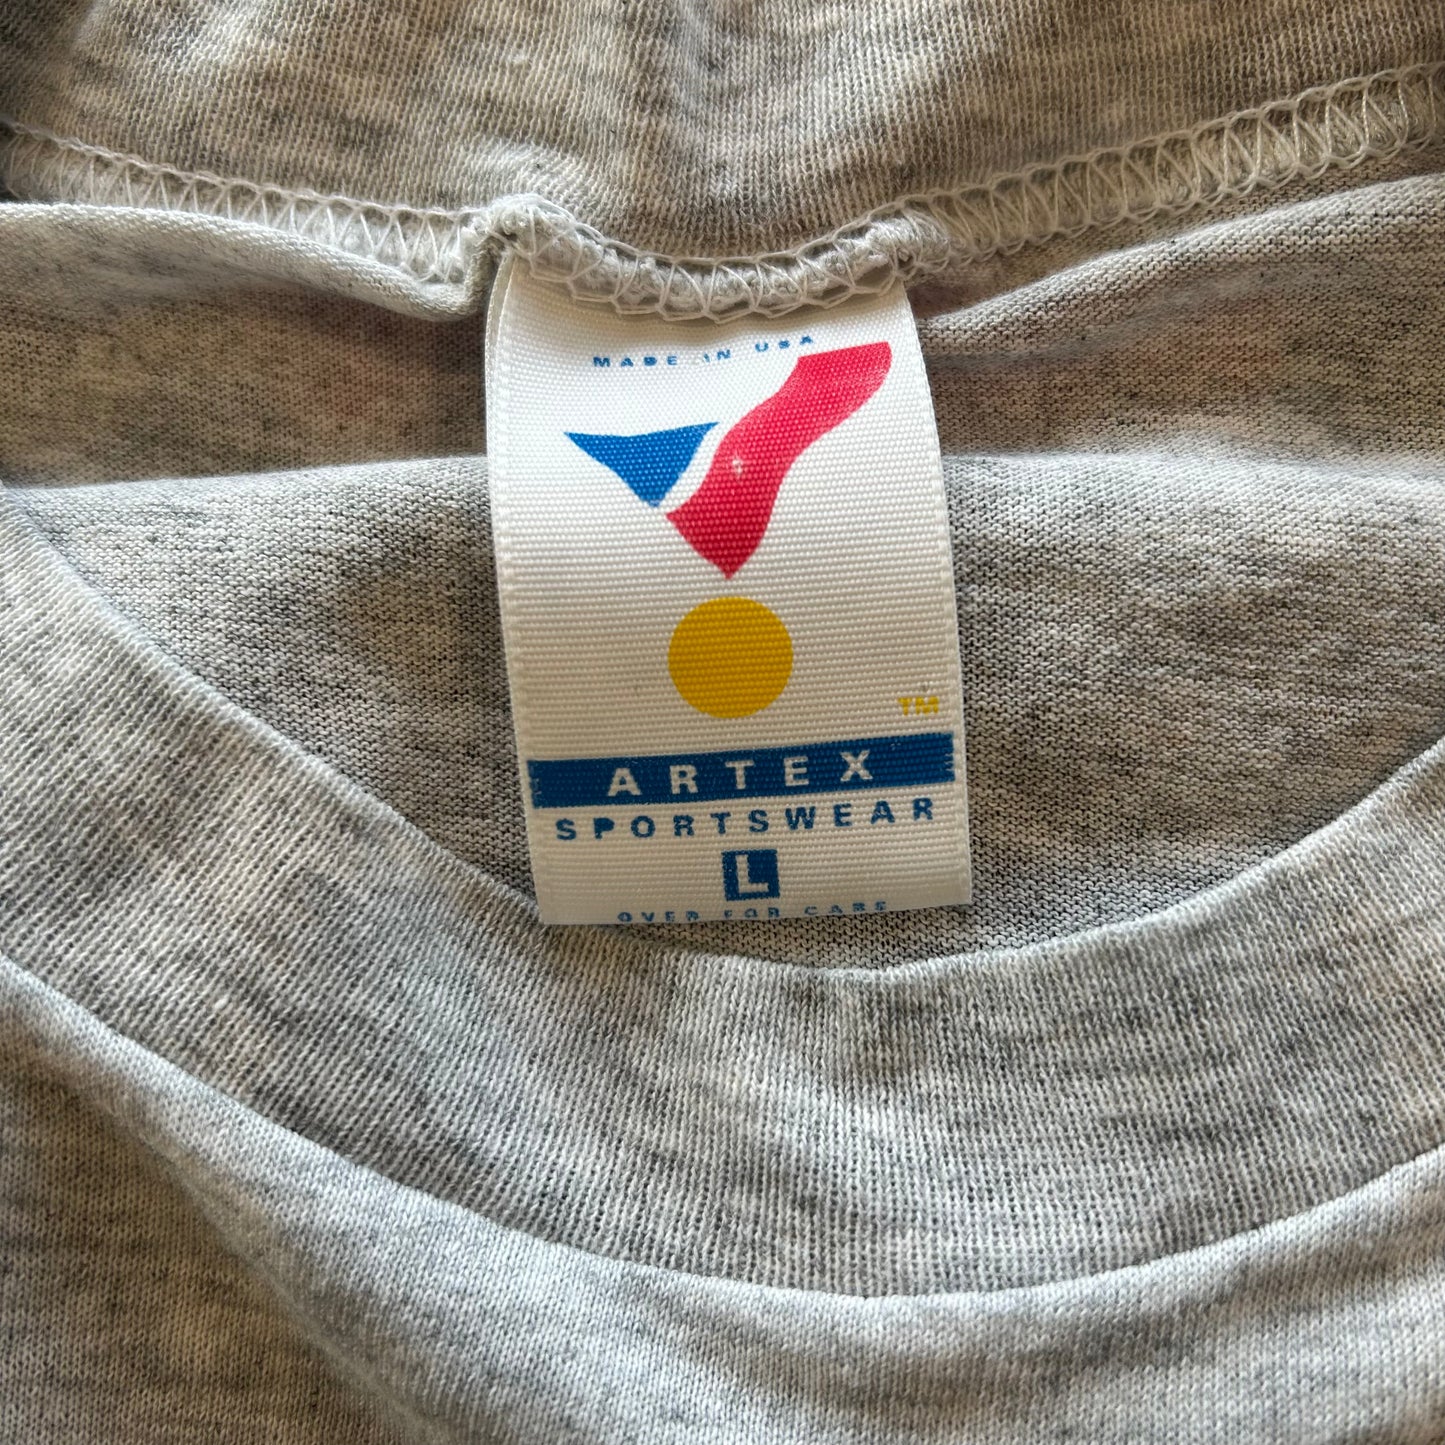 MADE IN USA
TM
ARTEX
SPORTSWEAR
L
OVER FOR CARE